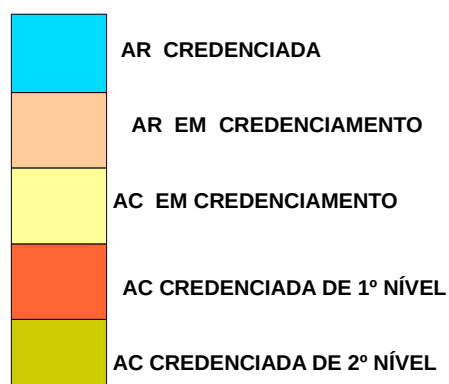 AR CREDENCIADA
AR EM CREDENCIAMENTO
AC EM CREDENCIAMENTO
AC CREDENCIADA DE 1º NÍVEL
AC CREDENCIADA DE 2º NÍVEL